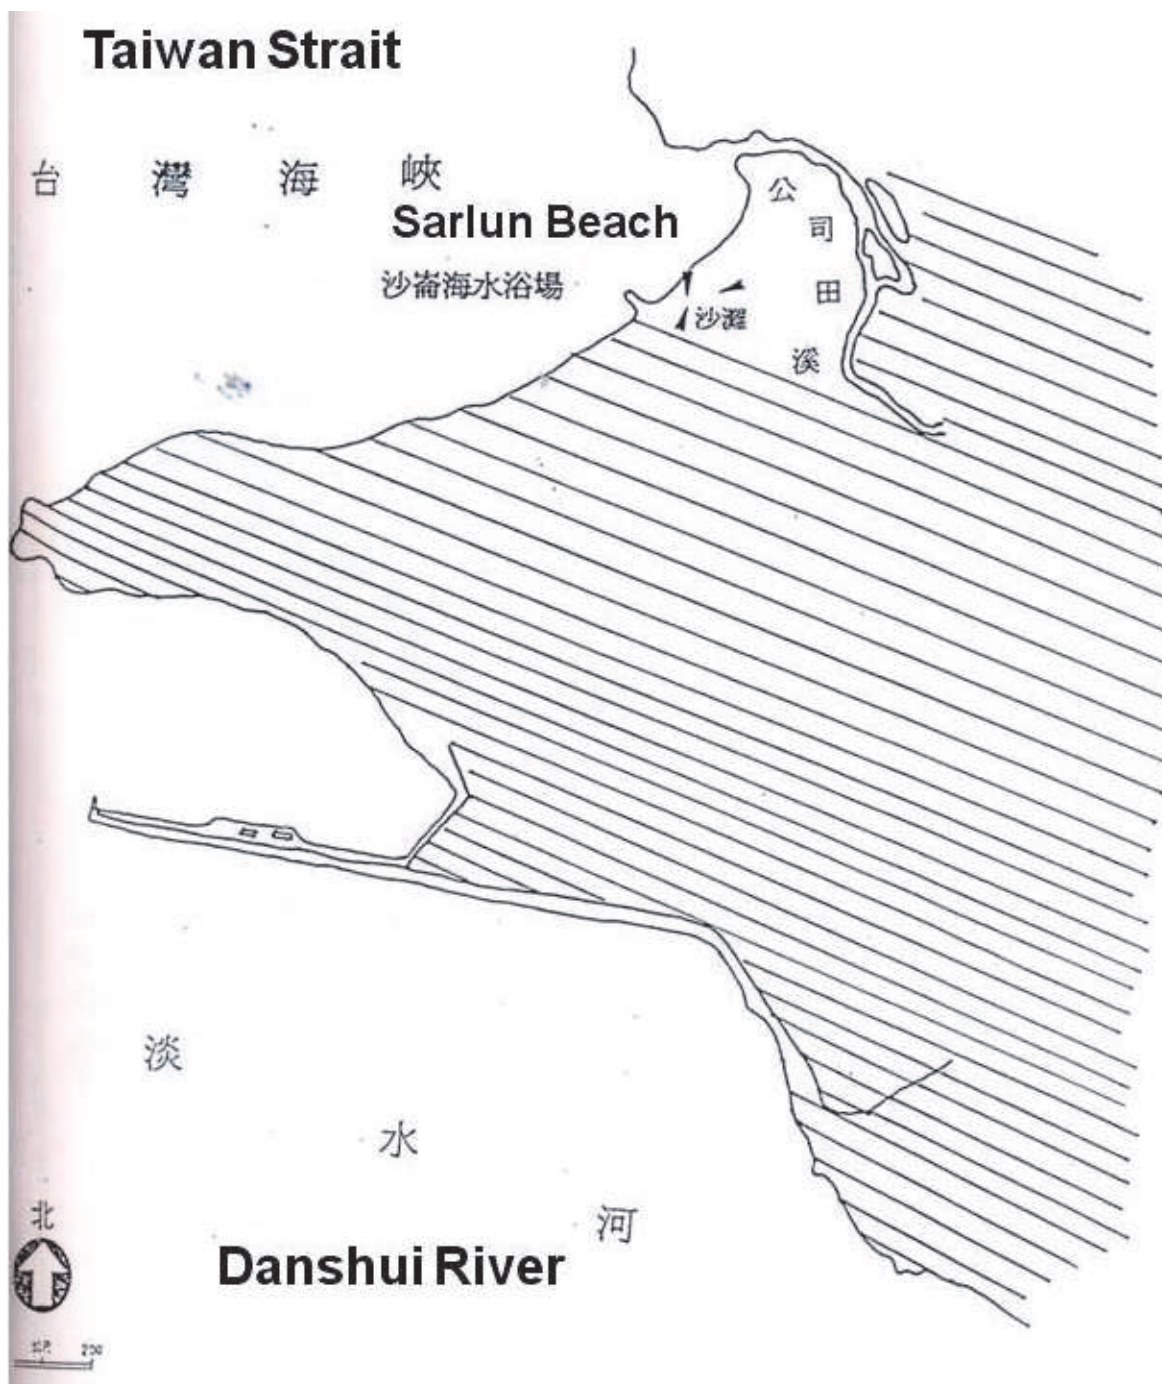 Taiwan Strait
台灣海峽
Sarlun Beach
沙崙海水浴場
公司田溪
沙灘
淡水河
Danshui River
北
200